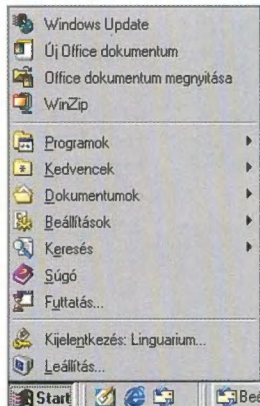 Windows Update
Új Office dokumentum
Office dokumentum megnyitása
WinZip
Programok
Kedvencek
Dokumentumok
Beállítások
Keresés
Súgó
Futtatás...
Kijelentkezés: Linguarium...
Leállítás...
Start
Beá